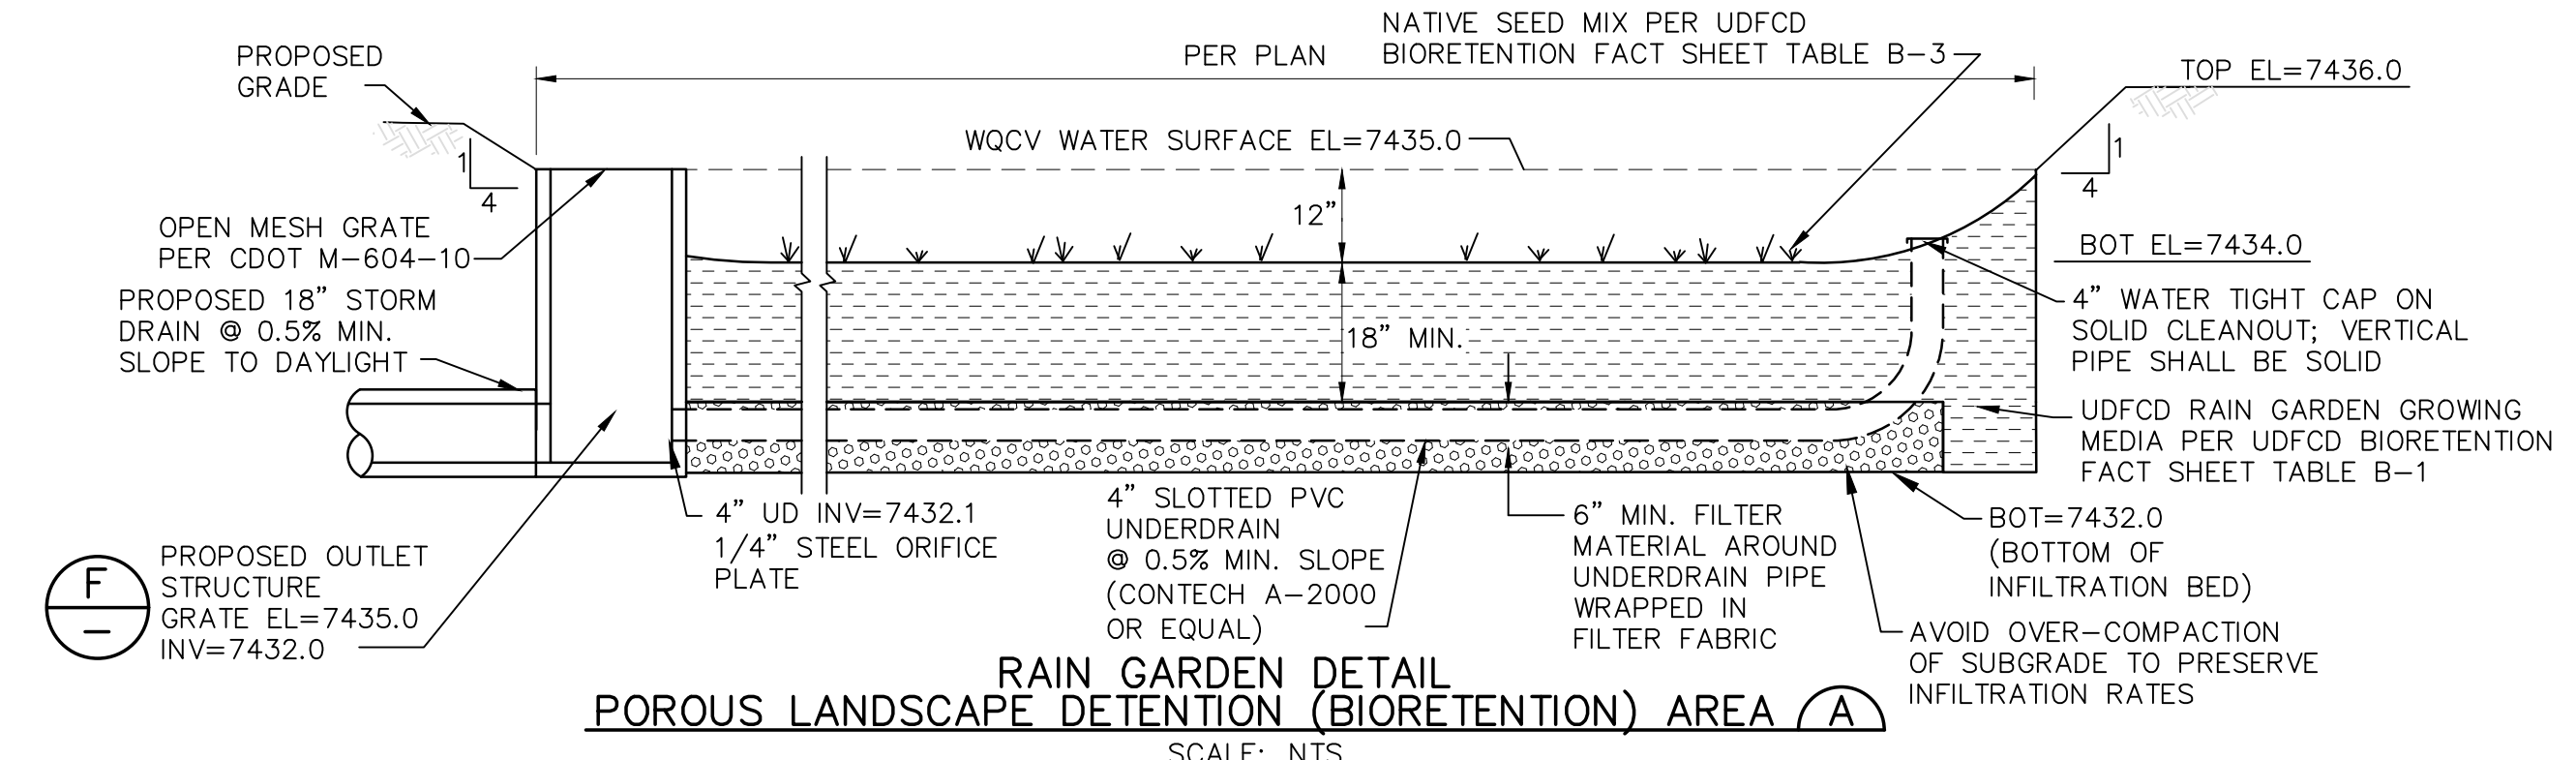 NATIVE SEED MIX PER UDFCD
BIORETENTION FACT SHEET TABLE B-3
PER PLAN
PROPOSED
GRADE
TOP EL=7436.0
WQCV WATER SURFACE EL=7435.0
1
4
1
4
12"
OPEN MESH GRATE
PER CDOT M-604-10
BOT EL=7434.0
PROPOSED 18" STORM
DRAIN @ 0.5% MIN.
SLOPE TO DAYLIGHT
18" MIN.
4" WATER TIGHT CAP ON
SOLID CLEANOUT; VERTICAL
PIPE SHALL BE SOLID
UDFCD RAIN GARDEN GROWING
MEDIA PER UDFCD BIORETENTION
FACT SHEET TABLE B-1
4" UD INV=7432.1
1/4" STEEL ORIFICE
PLATE
4" SLOTTED PVC
UNDERDRAIN
@ 0.5% MIN. SLOPE
(CONTECH A-2000
OR EQUAL)
6" MIN. FILTER
MATERIAL AROUND
UNDERDRAIN PIPE
WRAPPED IN
FILTER FABRIC
BOT=7432.0
(BOTTOM OF
INFILTRATION BED)
AVOID OVER-COMPACTION
OF SUBGRADE TO PRESERVE
INFILTRATION RATES
F
–
PROPOSED OUTLET
STRUCTURE
GRATE EL=7435.0
INV=7432.0
RAIN GARDEN DETAIL
POROUS LANDSCAPE DETENTION (BIORETENTION) AREA A
SCALE: NTS